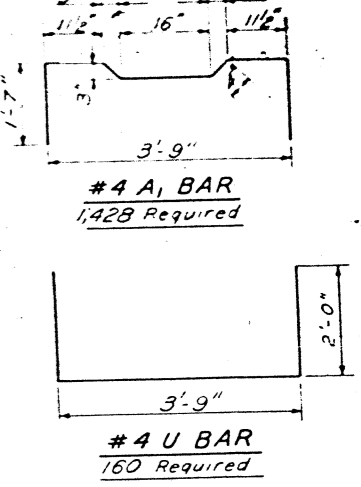 11½" 16" 11½"
1'-7"
3"
3'-9"
#4 A, BAR
1,428 Required
2'-0"
3'-9"
#4 U BAR
160 Required